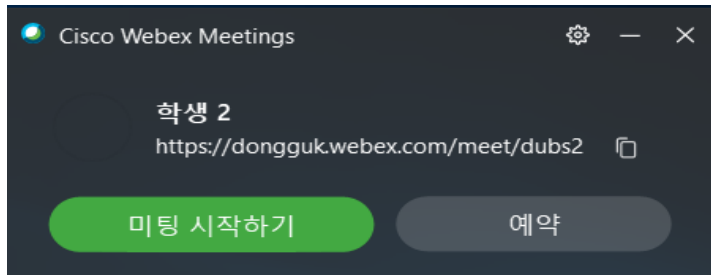 Cisco Webex Meetings
학생 2
https://dongguk.webex.com/meet/dubs2
미팅 시작하기
예약